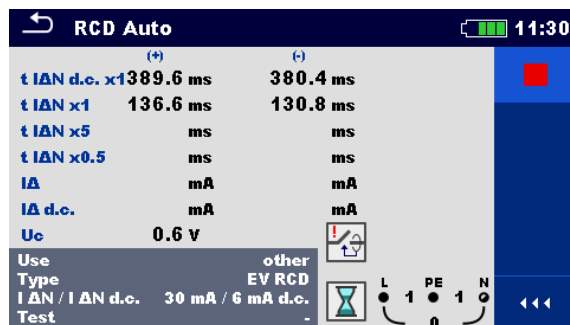 RCD Auto 11:30
(+) (-)
t IΔN d.c. x1 389.6 ms 380.4 ms
t IΔN x1 136.6 ms 130.8 ms
t IΔN x5 ms ms
t IΔN x0.5 ms ms
IΔ mA mA
IΔ d.c. mA mA
Uc 0.6 V
Use other
Type EV RCD
I ΔN / I ΔN d.c. 30 mA / 6 mA d.c.
Test -
L PE N
1 1
0